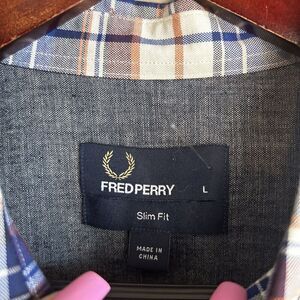 FRED PERRY L
Slim Fit
MADE IN
CHINA